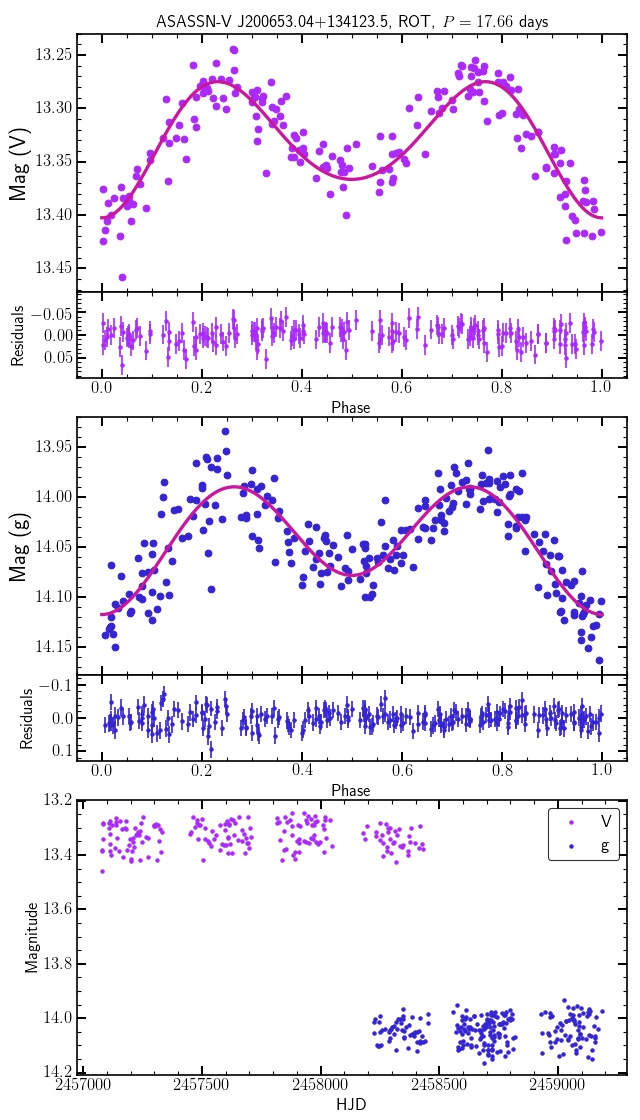 ASASSN-V J200653.04+134123.5, ROT, P = 17.66 days
13.25
13.30
13.35
13.40
13.45
Mag (V)
−0.05
0.00
0.05
Residuals
0.0 0.2 0.4 0.6 0.8 1.0
Phase
13.95
14.00
14.05
14.10
14.15
Mag (g)
−0.1
0.0
0.1
Residuals
0.0 0.2 0.4 0.6 0.8 1.0
Phase
13.2
13.4
13.6
13.8
14.0
14.2
Magnitude
V
g
2457000 2457500 2458000 2458500 2459000
HJD